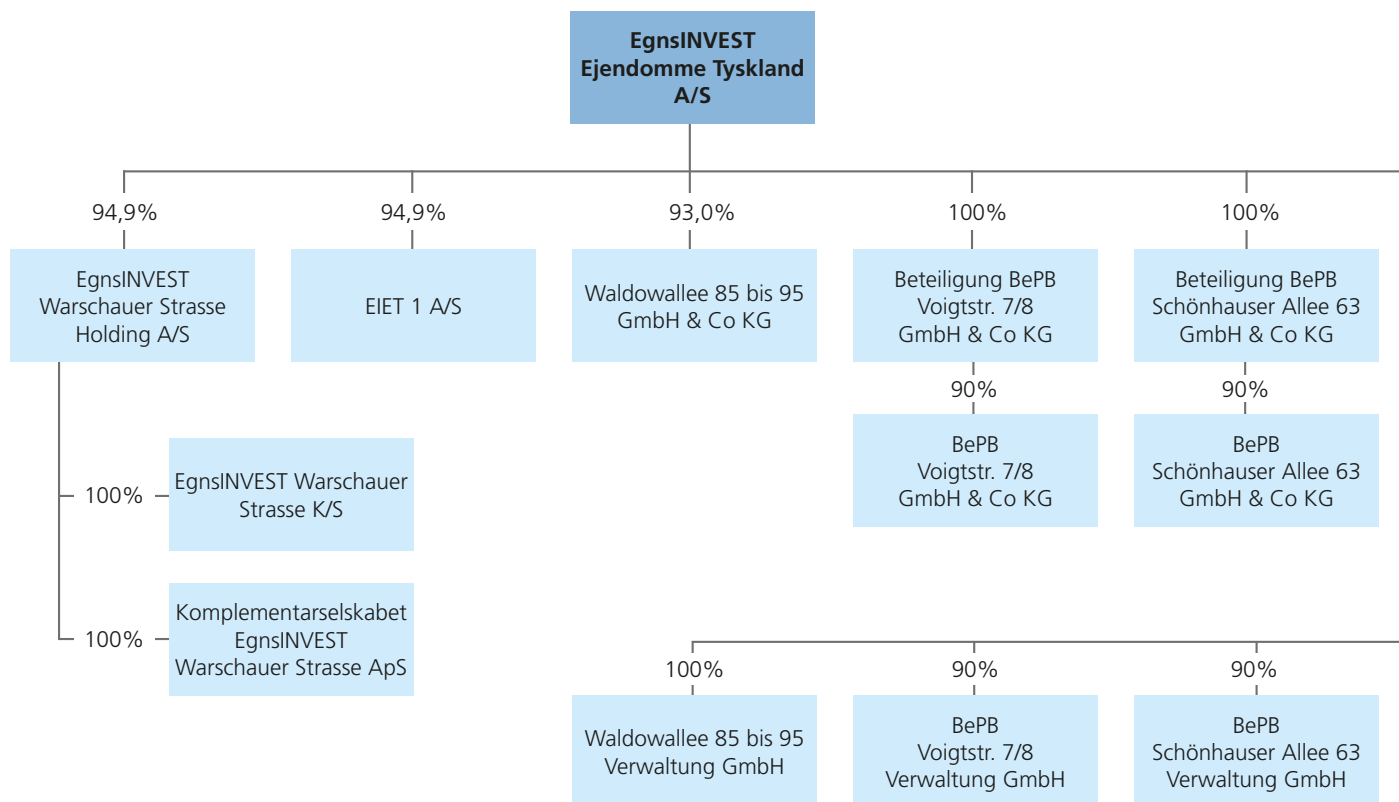 EgnsINVEST
Ejendomme Tyskland
A/S
94,9%
94,9%
93,0%
100%
100%
EgnsINVEST
Warschauer Strasse
Holding A/S
EIET 1 A/S
Waldowallee 85 bis 95
GmbH & Co KG
Beteiligung BePB
Voigtstr. 7/8
GmbH & Co KG
Beteiligung BePB
Schönhauser Allee 63
GmbH & Co KG
90%
90%
BePB
Voigtstr. 7/8
GmbH & Co KG
BePB
Schönhauser Allee 63
GmbH & Co KG
100%
EgnsINVEST Warschauer
Strasse K/S
100%
Komplementarselskabet
EgnsINVEST
Warschauer Strasse ApS
100%
90%
90%
Waldowallee 85 bis 95
Verwaltung GmbH
BePB
Voigtstr. 7/8
Verwaltung GmbH
BePB
Schönhauser Allee 63
Verwaltung GmbH